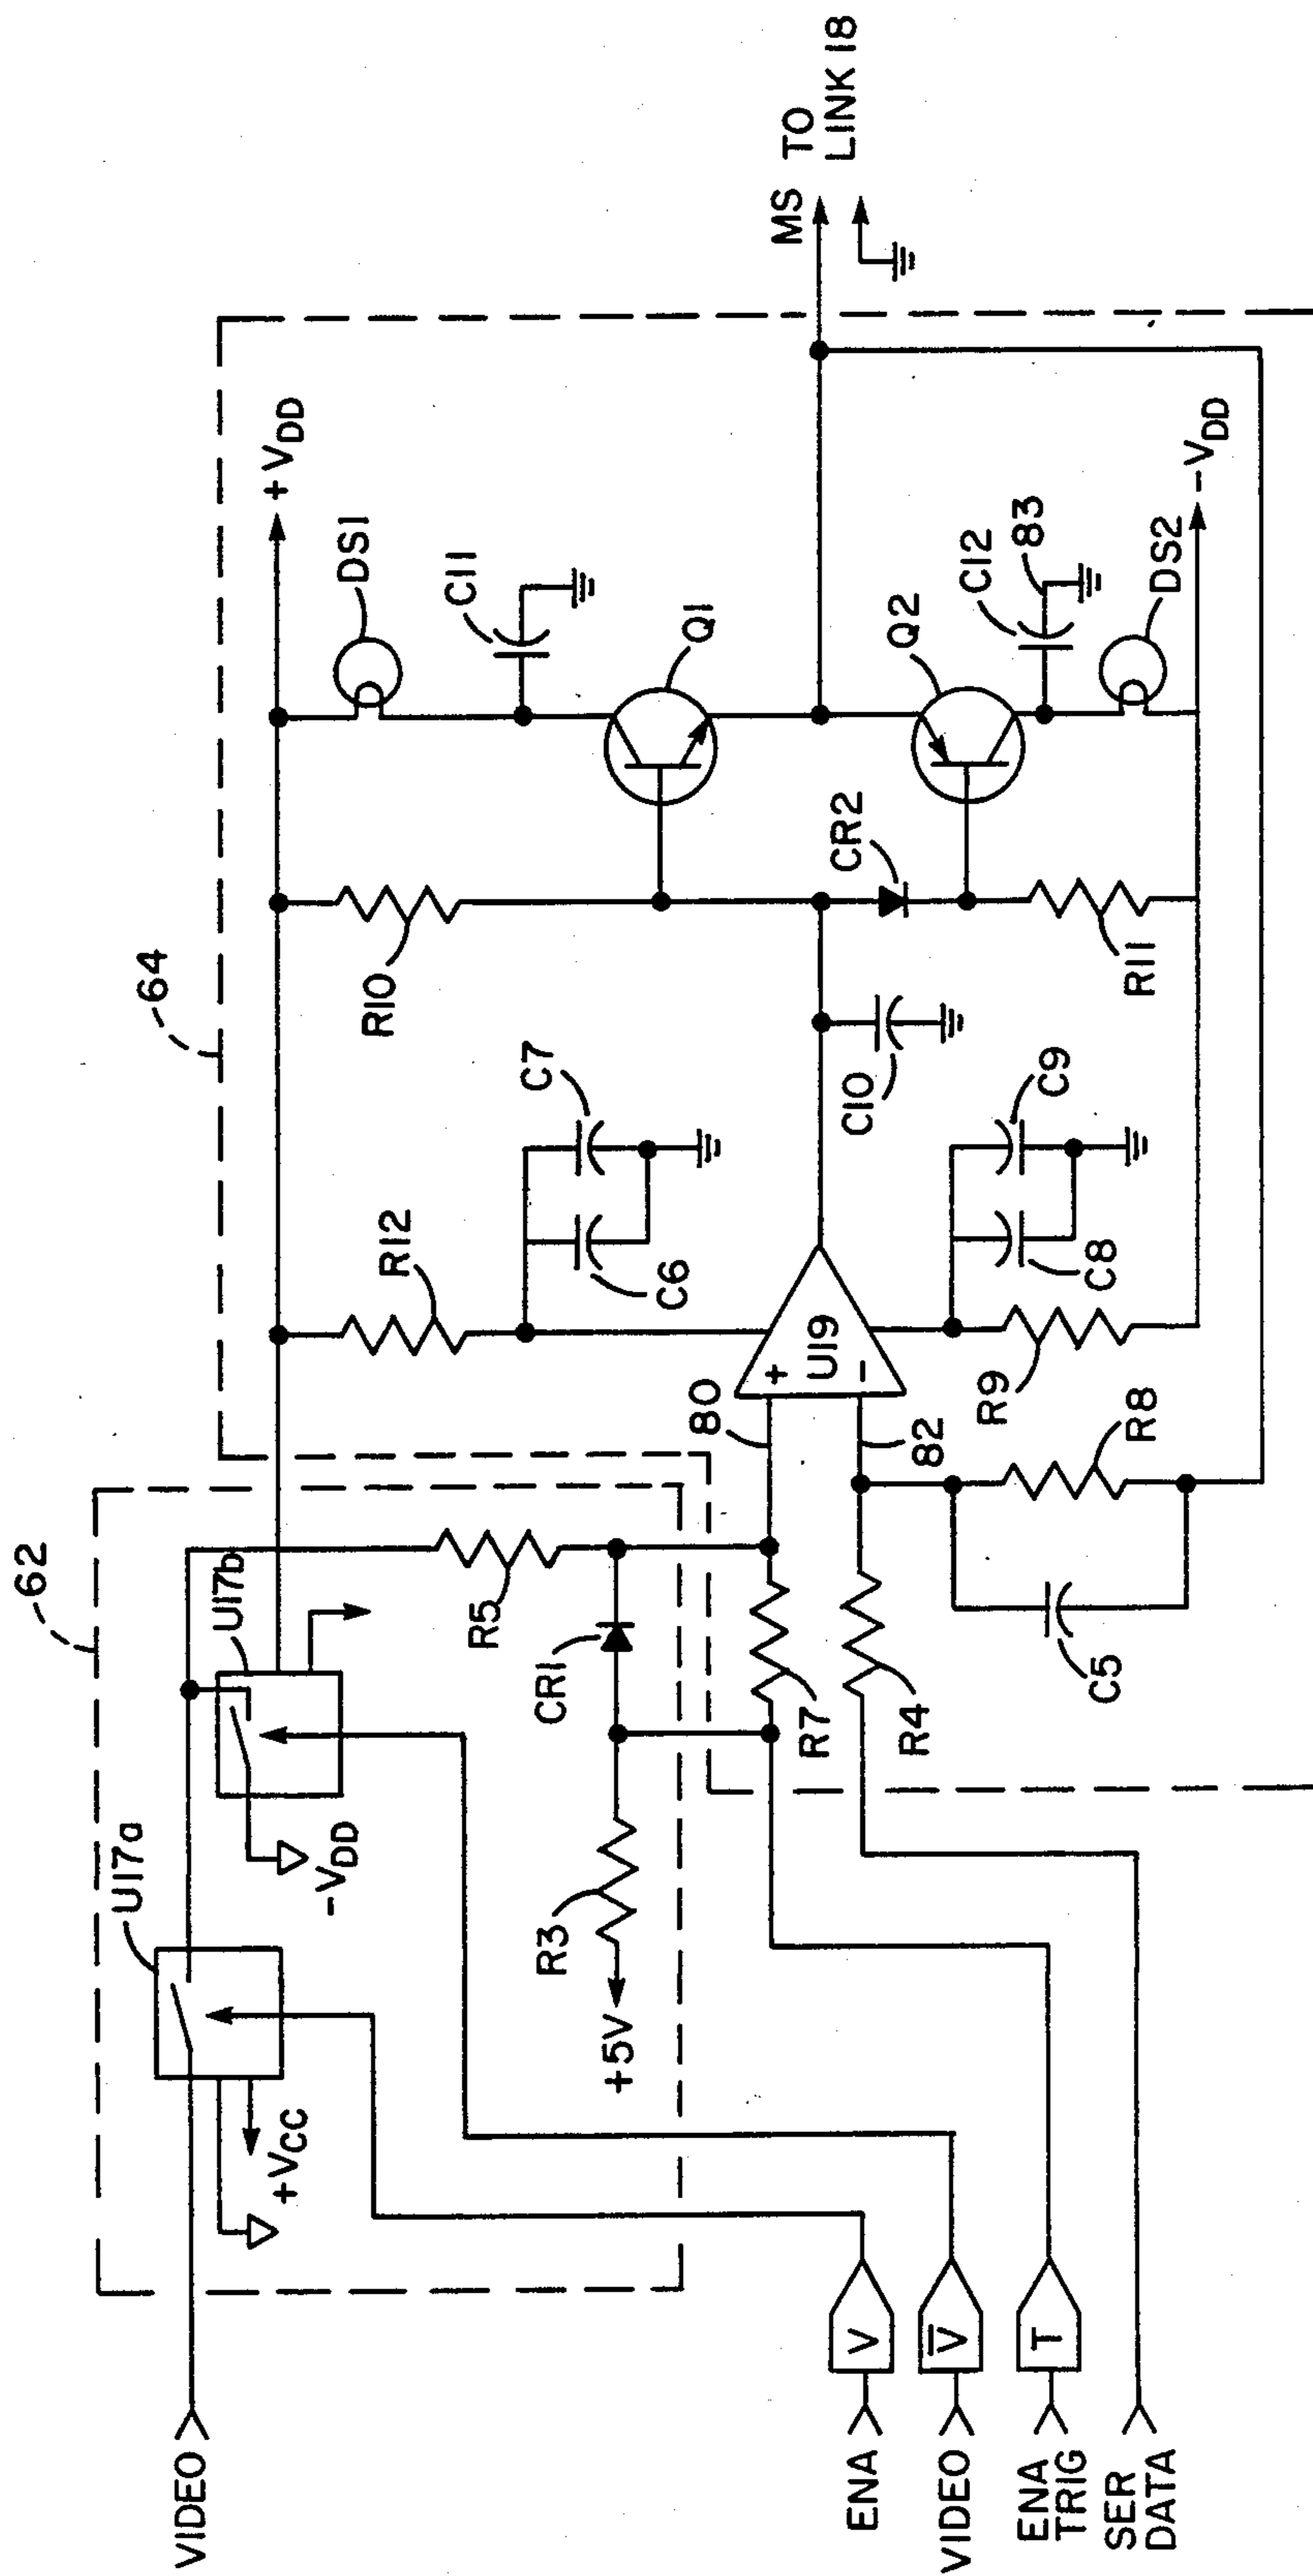 62
64
VIDEO
U17a
U17b
+VCC
-VDD
+VDD
R12
R10
DS1
C7
C6
C11
R5
CR1
R3
+5V
Q1
80
+
U19
-
82
C10
CR2
Q2
MS TO
LINK 18
R7
R4
C12
83
C9
C8
R9
R11
DS2
-VDD
R8
C5
ENA
V
VIDEO
V̅
ENA
TRIG
T
SER
DATA